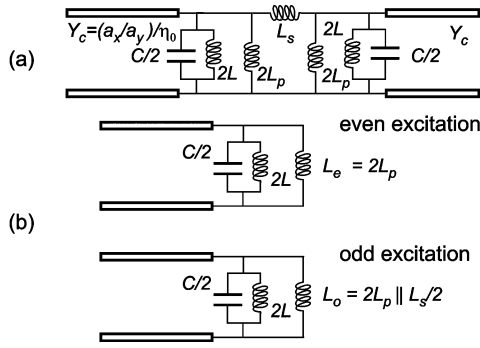 (a)
Y_c=(a_x/a_y)/η_0
C/2
2L
2L_p
L_s
2L
2L_p
C/2
Y_c
even excitation
C/2
2L
L_e = 2L_p
(b)
odd excitation
C/2
2L
L_o = 2L_p || L_s/2